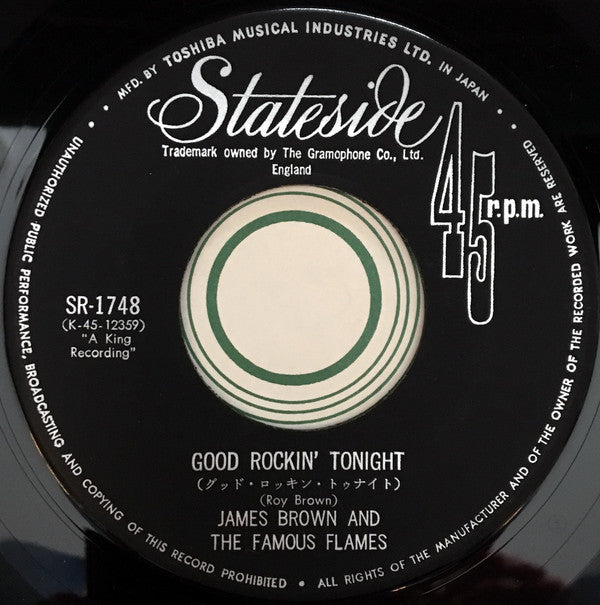 • MFD. BY TOSHIBA MUSICAL INDUSTRIES LTD. IN JAPAN •
Stateside
Trademark owned by The Gramophone Co., Ltd.
England
45 r.p.m.
SR-1748
(K-45-12359)
"A King
Recording"
GOOD ROCKIN' TONIGHT
(グッド・ロッキン・トゥナイト)
(Roy Brown)
JAMES BROWN AND
THE FAMOUS FLAMES
• UNAUTHORIZED PUBLIC PERFORMANCE, BROADCASTING AND COPYING OF THIS RECORD PROHIBITED • ALL RIGHTS OF THE MANUFACTURER AND OF THE OWNER OF THE RECORDED WORK ARE RESERVED •